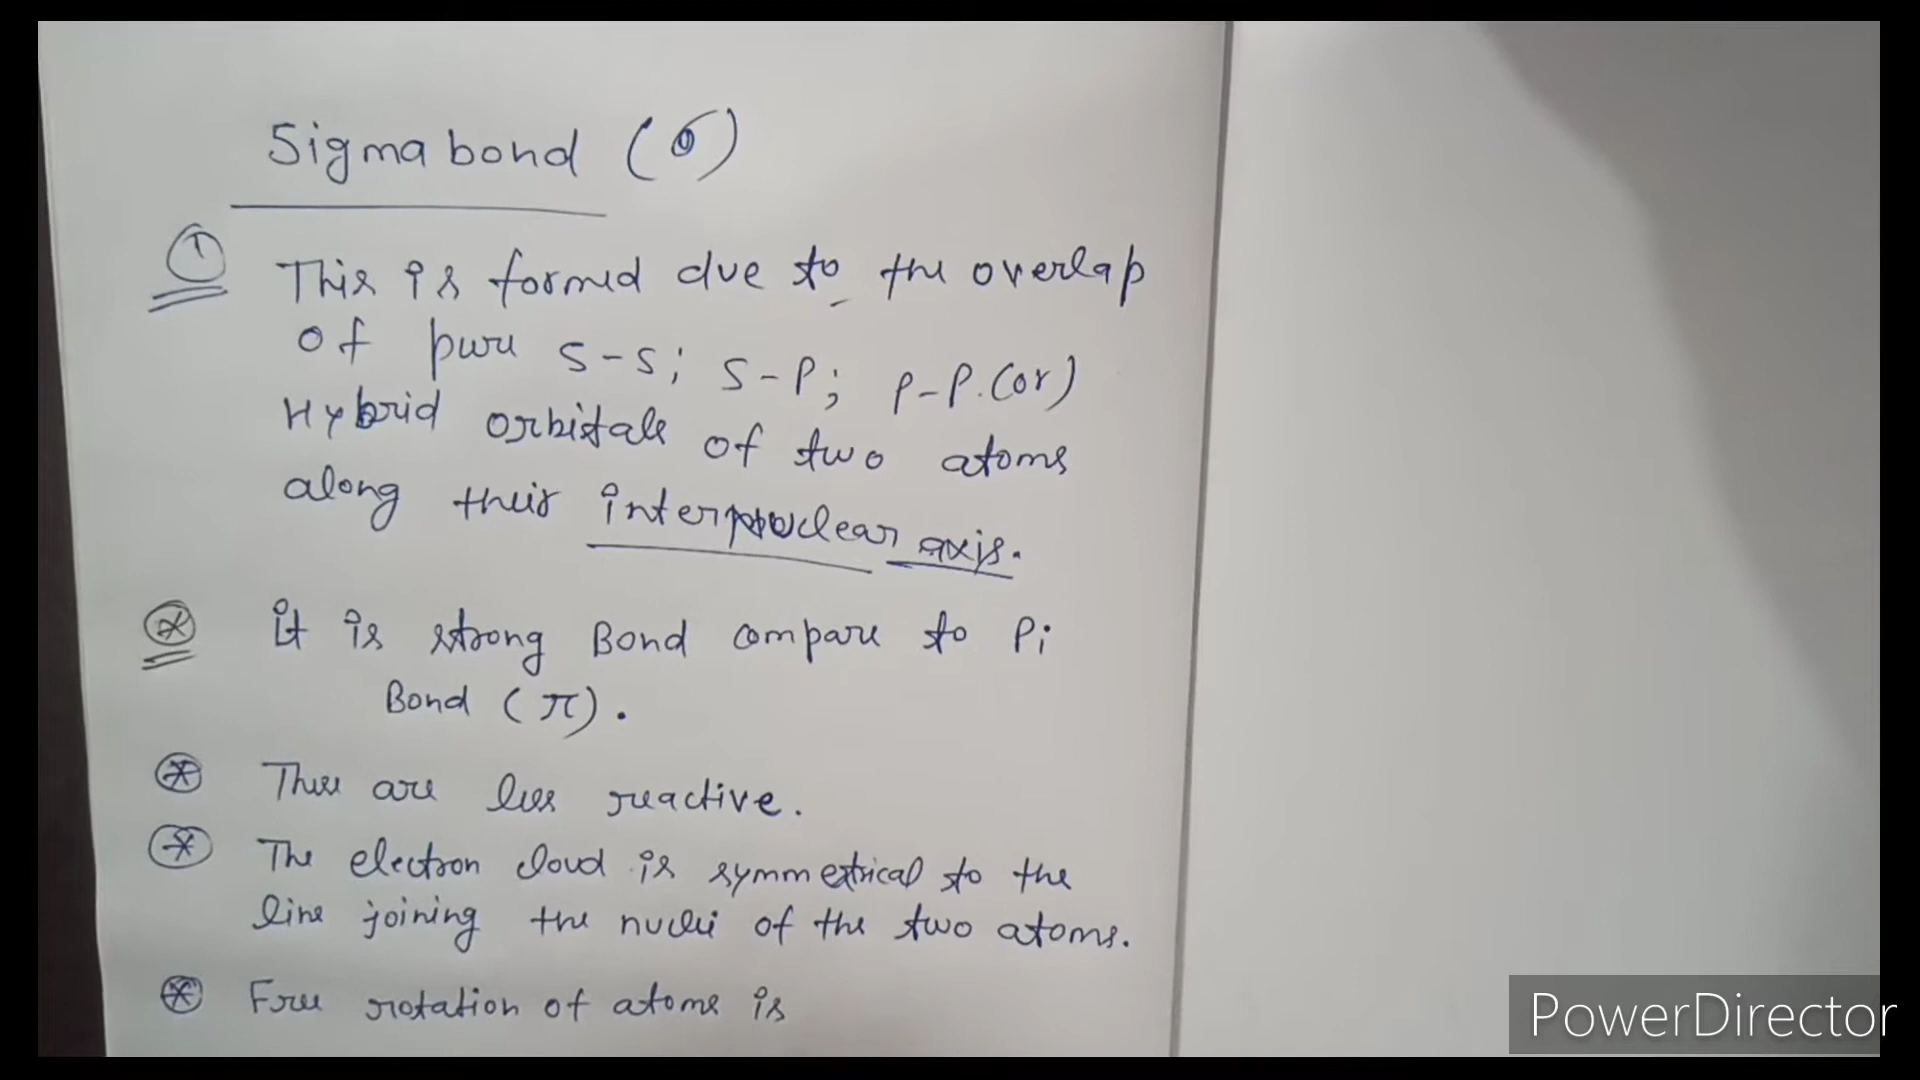 Sigma bond (σ)
① This is formed due to the overlap
of pure s-s; s-p; p-p. (or)
Hybrid orbitals of two atoms
along their internuclear axis.
It is strong Bond compare to Pi
Bond (π).
These are less reactive.
The electron cloud is symmetrical to the
line joining the nuclei of the two atoms.
Free rotation of atoms is
PowerDirector